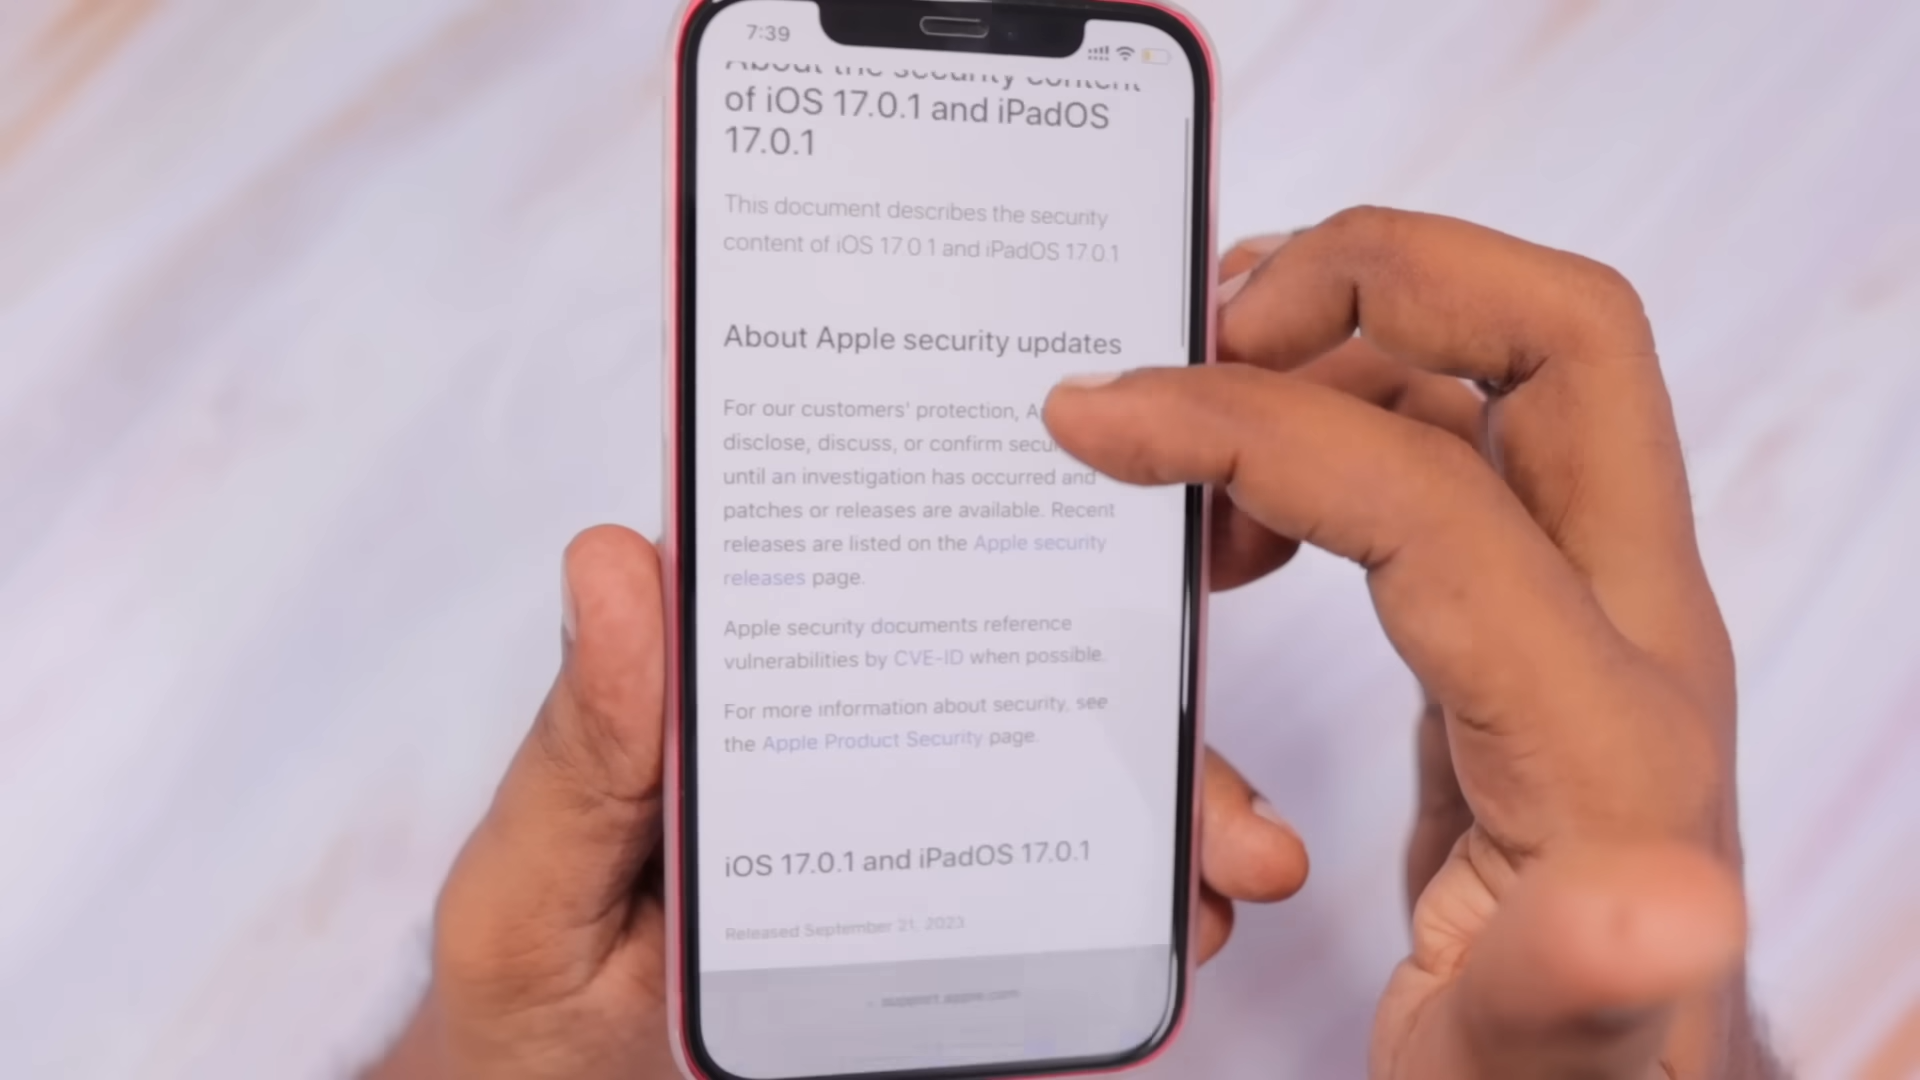 7:39
About the security content
of iOS 17.0.1 and iPadOS
17.0.1
This document describes the security
content of iOS 17.0.1 and iPadOS 17.0.1
About Apple security updates
For our customers' protection,
disclose, discuss, or confirm
until an investigation has occurred and
patches or releases are available. Recent
releases are listed on the Apple security
releases page.
Apple security documents reference
vulnerabilities by CVE-ID when possible.
For more information about security, see
the Apple Product Security page.
iOS 17.0.1 and iPadOS 17.0.1
Released September 21, 2023
support.apple.com